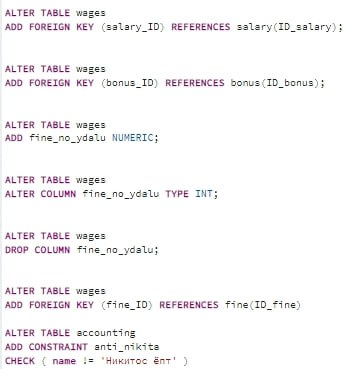 ALTER TABLE wages
ADD FOREIGN KEY (salary_ID) REFERENCES salary(ID_salary);
ALTER TABLE wages
ADD FOREIGN KEY (bonus_ID) REFERENCES bonus(ID_bonus);
ALTER TABLE wages
ADD fine_no_ydalu NUMERIC;
ALTER TABLE wages
ALTER COLUMN fine_no_ydalu TYPE INT;
ALTER TABLE wages
DROP COLUMN fine_no_ydalu;
ALTER TABLE wages
ADD FOREIGN KEY (fine_ID) REFERENCES fine(ID_fine)
ALTER TABLE accounting
ADD CONSTRAINT anti_nikita
CHECK ( name != 'Никитос ёпт' )